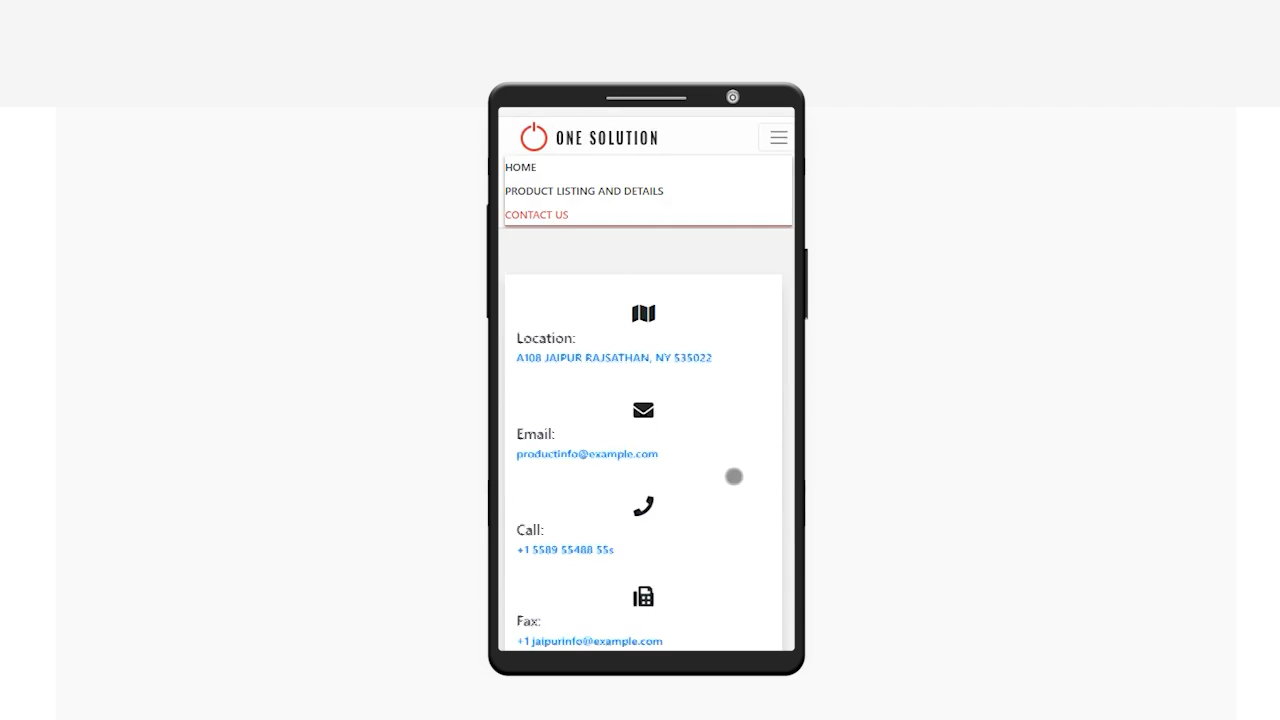 ONE SOLUTION
HOME
PRODUCT LISTING AND DETAILS
CONTACT US
Location:
A108 JAIPUR RAJSATHAN, NY 535022
Email:
productinfo@example.com
Call:
+1 5589 55488 55s
Fax:
+1 jaipurinfo@example.com